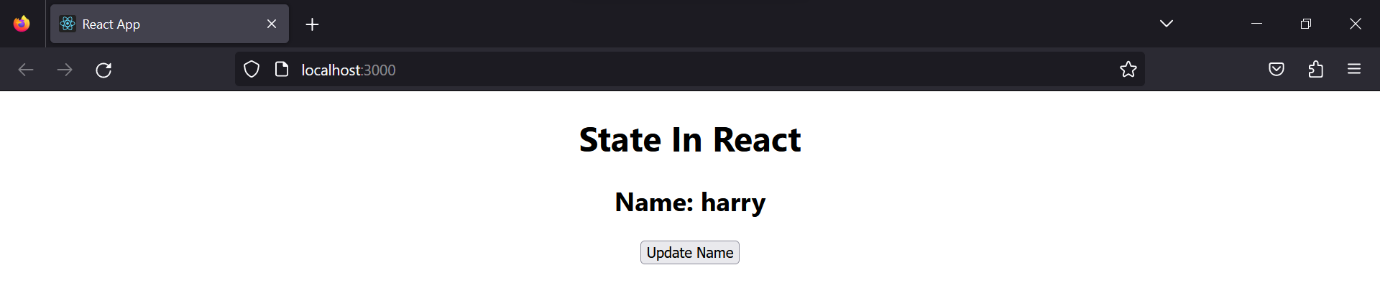 React App
localhost:3000
State In React
Name: harry
Update Name